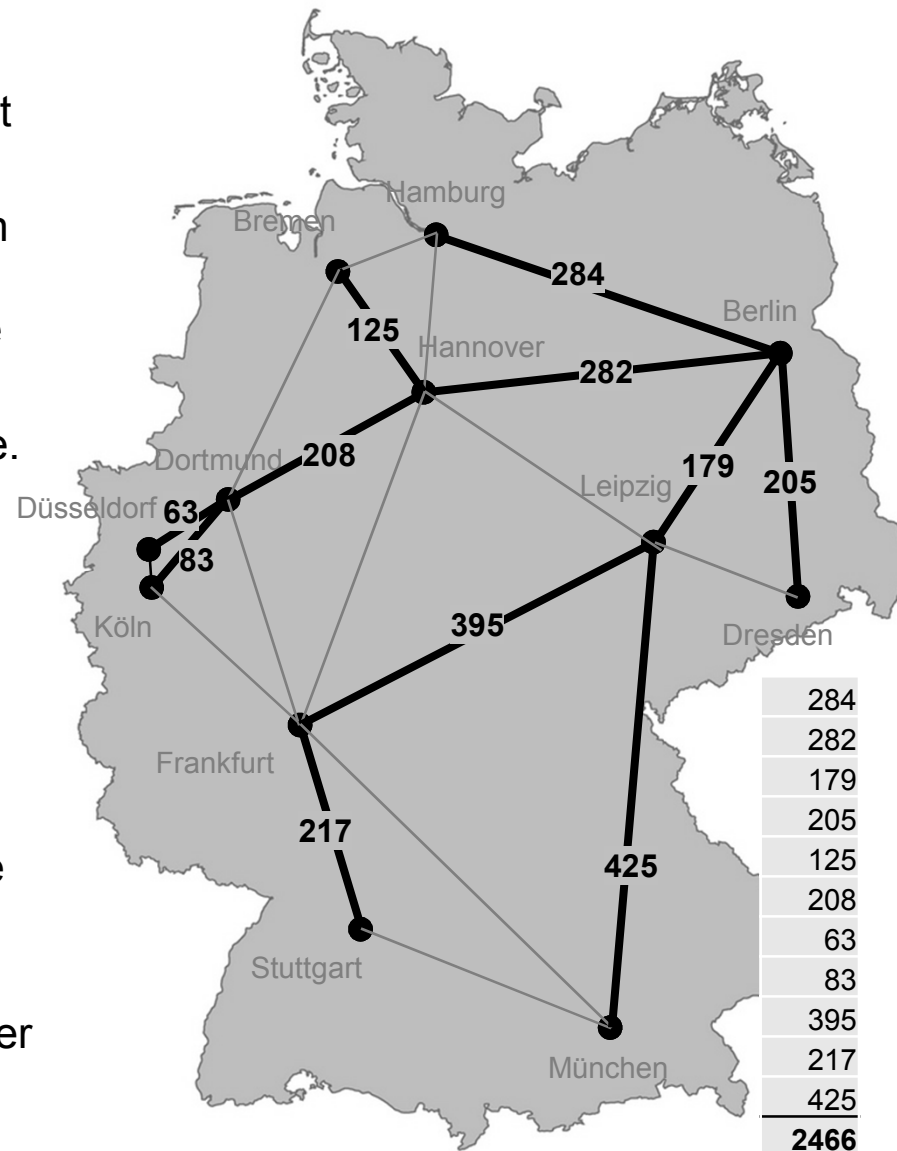 t
Hamburg
n
Bremen
284
Berlin
125
Hannover
282
e.
208
Dortmund
179
Leipzig
205
Düsseldorf
63
83
Köln
395
Dresden
Frankfurt
217
425
Stuttgart
er
München
284
282
179
205
125
208
63
83
395
217
425
2466